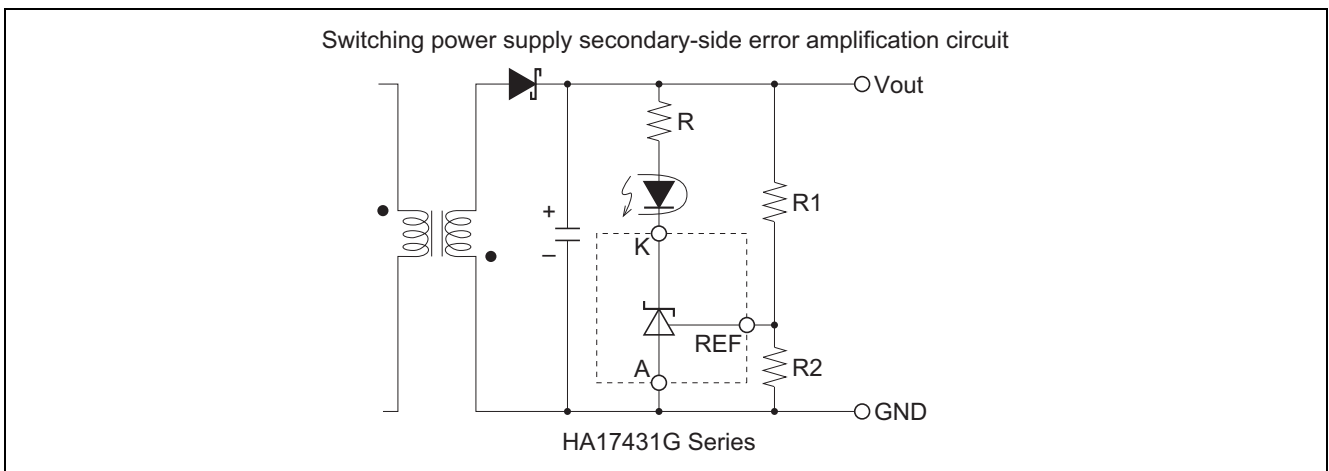 Switching power supply secondary-side error amplification circuit
Vout
R
R1
+
K
−
REF
A
R2
GND
HA17431G Series